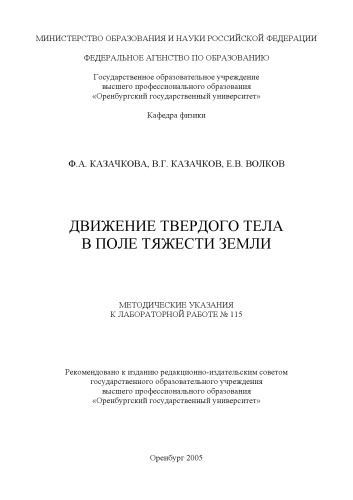 МИНИСТЕРСТВО ОБРАЗОВАНИЯ И НАУКИ РОССИЙСКОЙ ФЕДЕРАЦИИ
ФЕДЕРАЛЬНОЕ АГЕНСТВО ПО ОБРАЗОВАНИЮ
Государственное образовательное учреждение
высшего профессионального образования
«Оренбургский государственный университет»
Кафедра физики
Ф.А. КАЗАЧКОВА, В.Г. КАЗАЧКОВ, Е.В. ВОЛКОВ
ДВИЖЕНИЕ ТВЕРДОГО ТЕЛА
В ПОЛЕ ТЯЖЕСТИ ЗЕМЛИ
МЕТОДИЧЕСКИЕ УКАЗАНИЯ
К ЛАБОРАТОРНОЙ РАБОТЕ № 115
Рекомендовано к изданию редакционно-издательским советом
государственного образовательного учреждения
высшего профессионального образования
«Оренбургский государственный университет»
Оренбург 2005